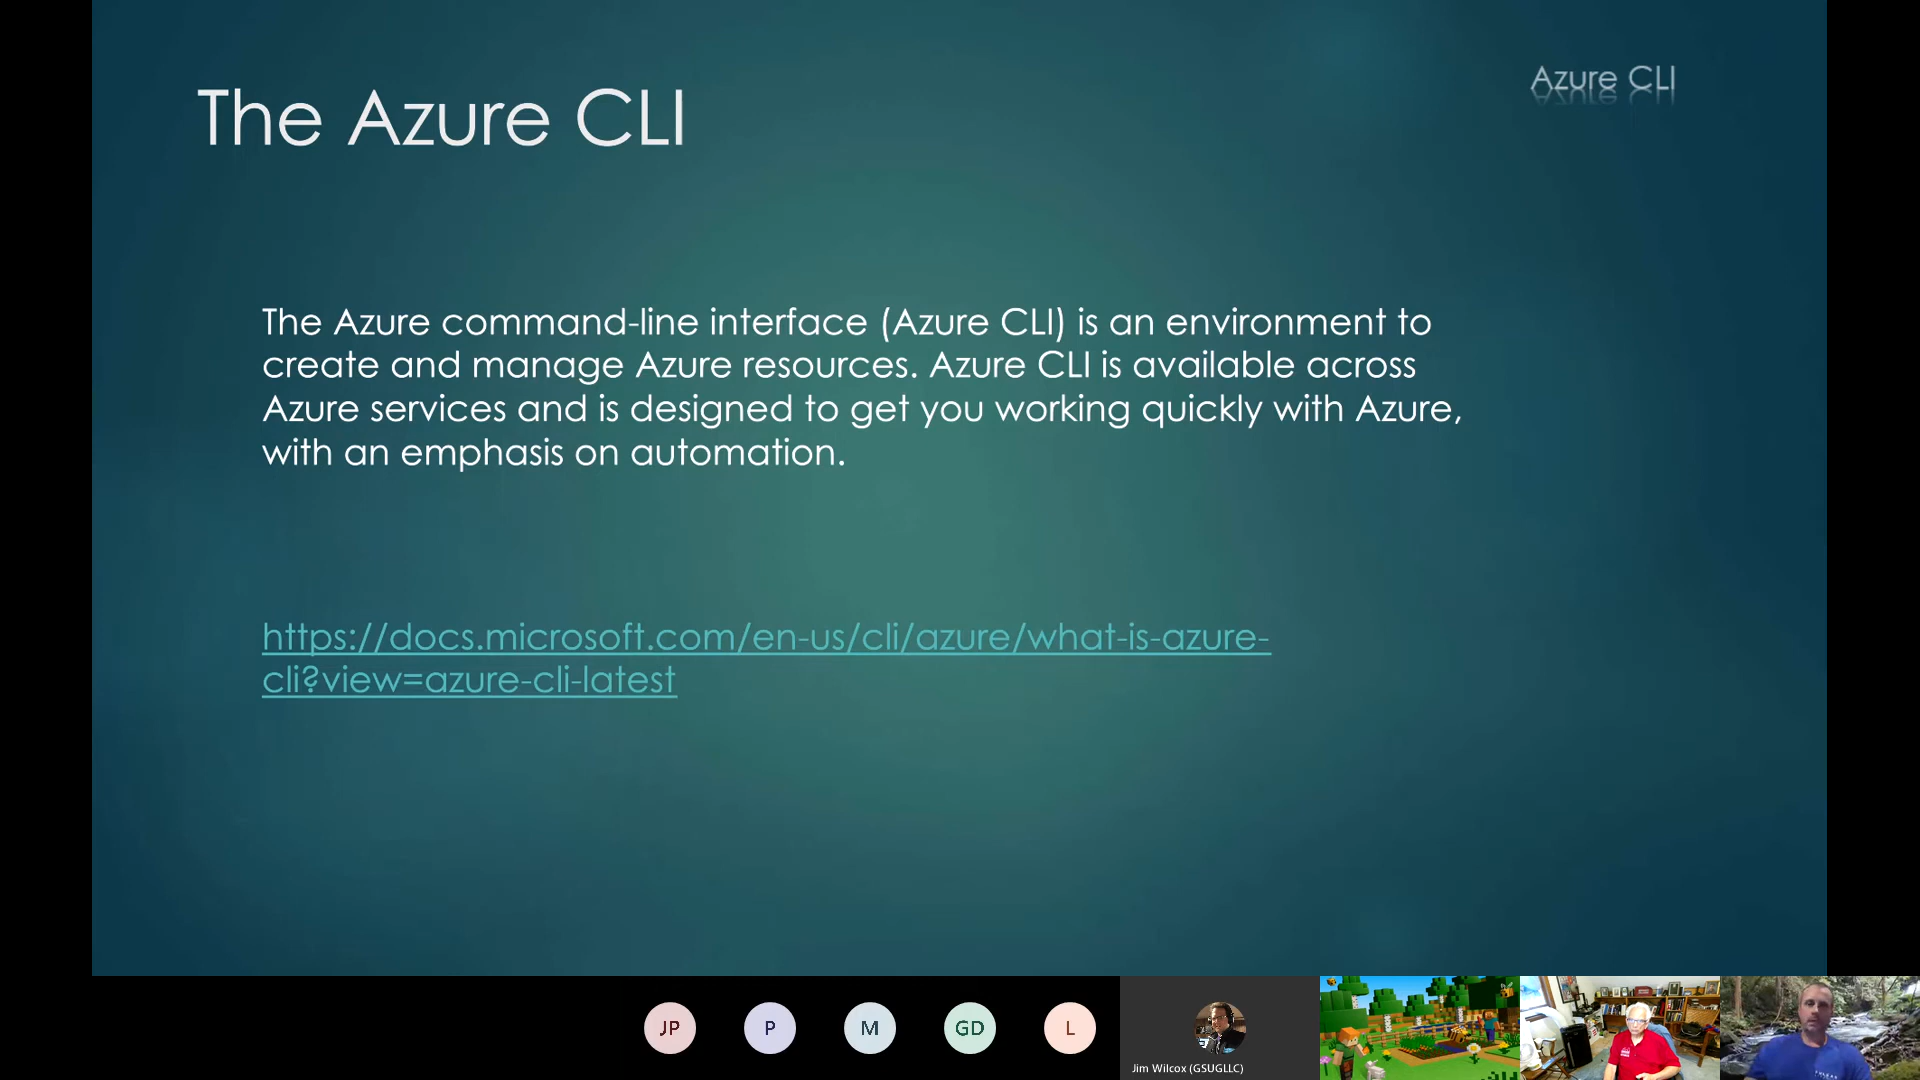 The Azure CLI
Azure CLI
The Azure command-line interface (Azure CLI) is an environment to
create and manage Azure resources. Azure CLI is available across
Azure services and is designed to get you working quickly with Azure,
with an emphasis on automation.
https://docs.microsoft.com/en-us/cli/azure/what-is-azure-
cli?view=azure-cli-latest
JP
P
M
GD
L
Jim Wilcox (GSUGLLC)